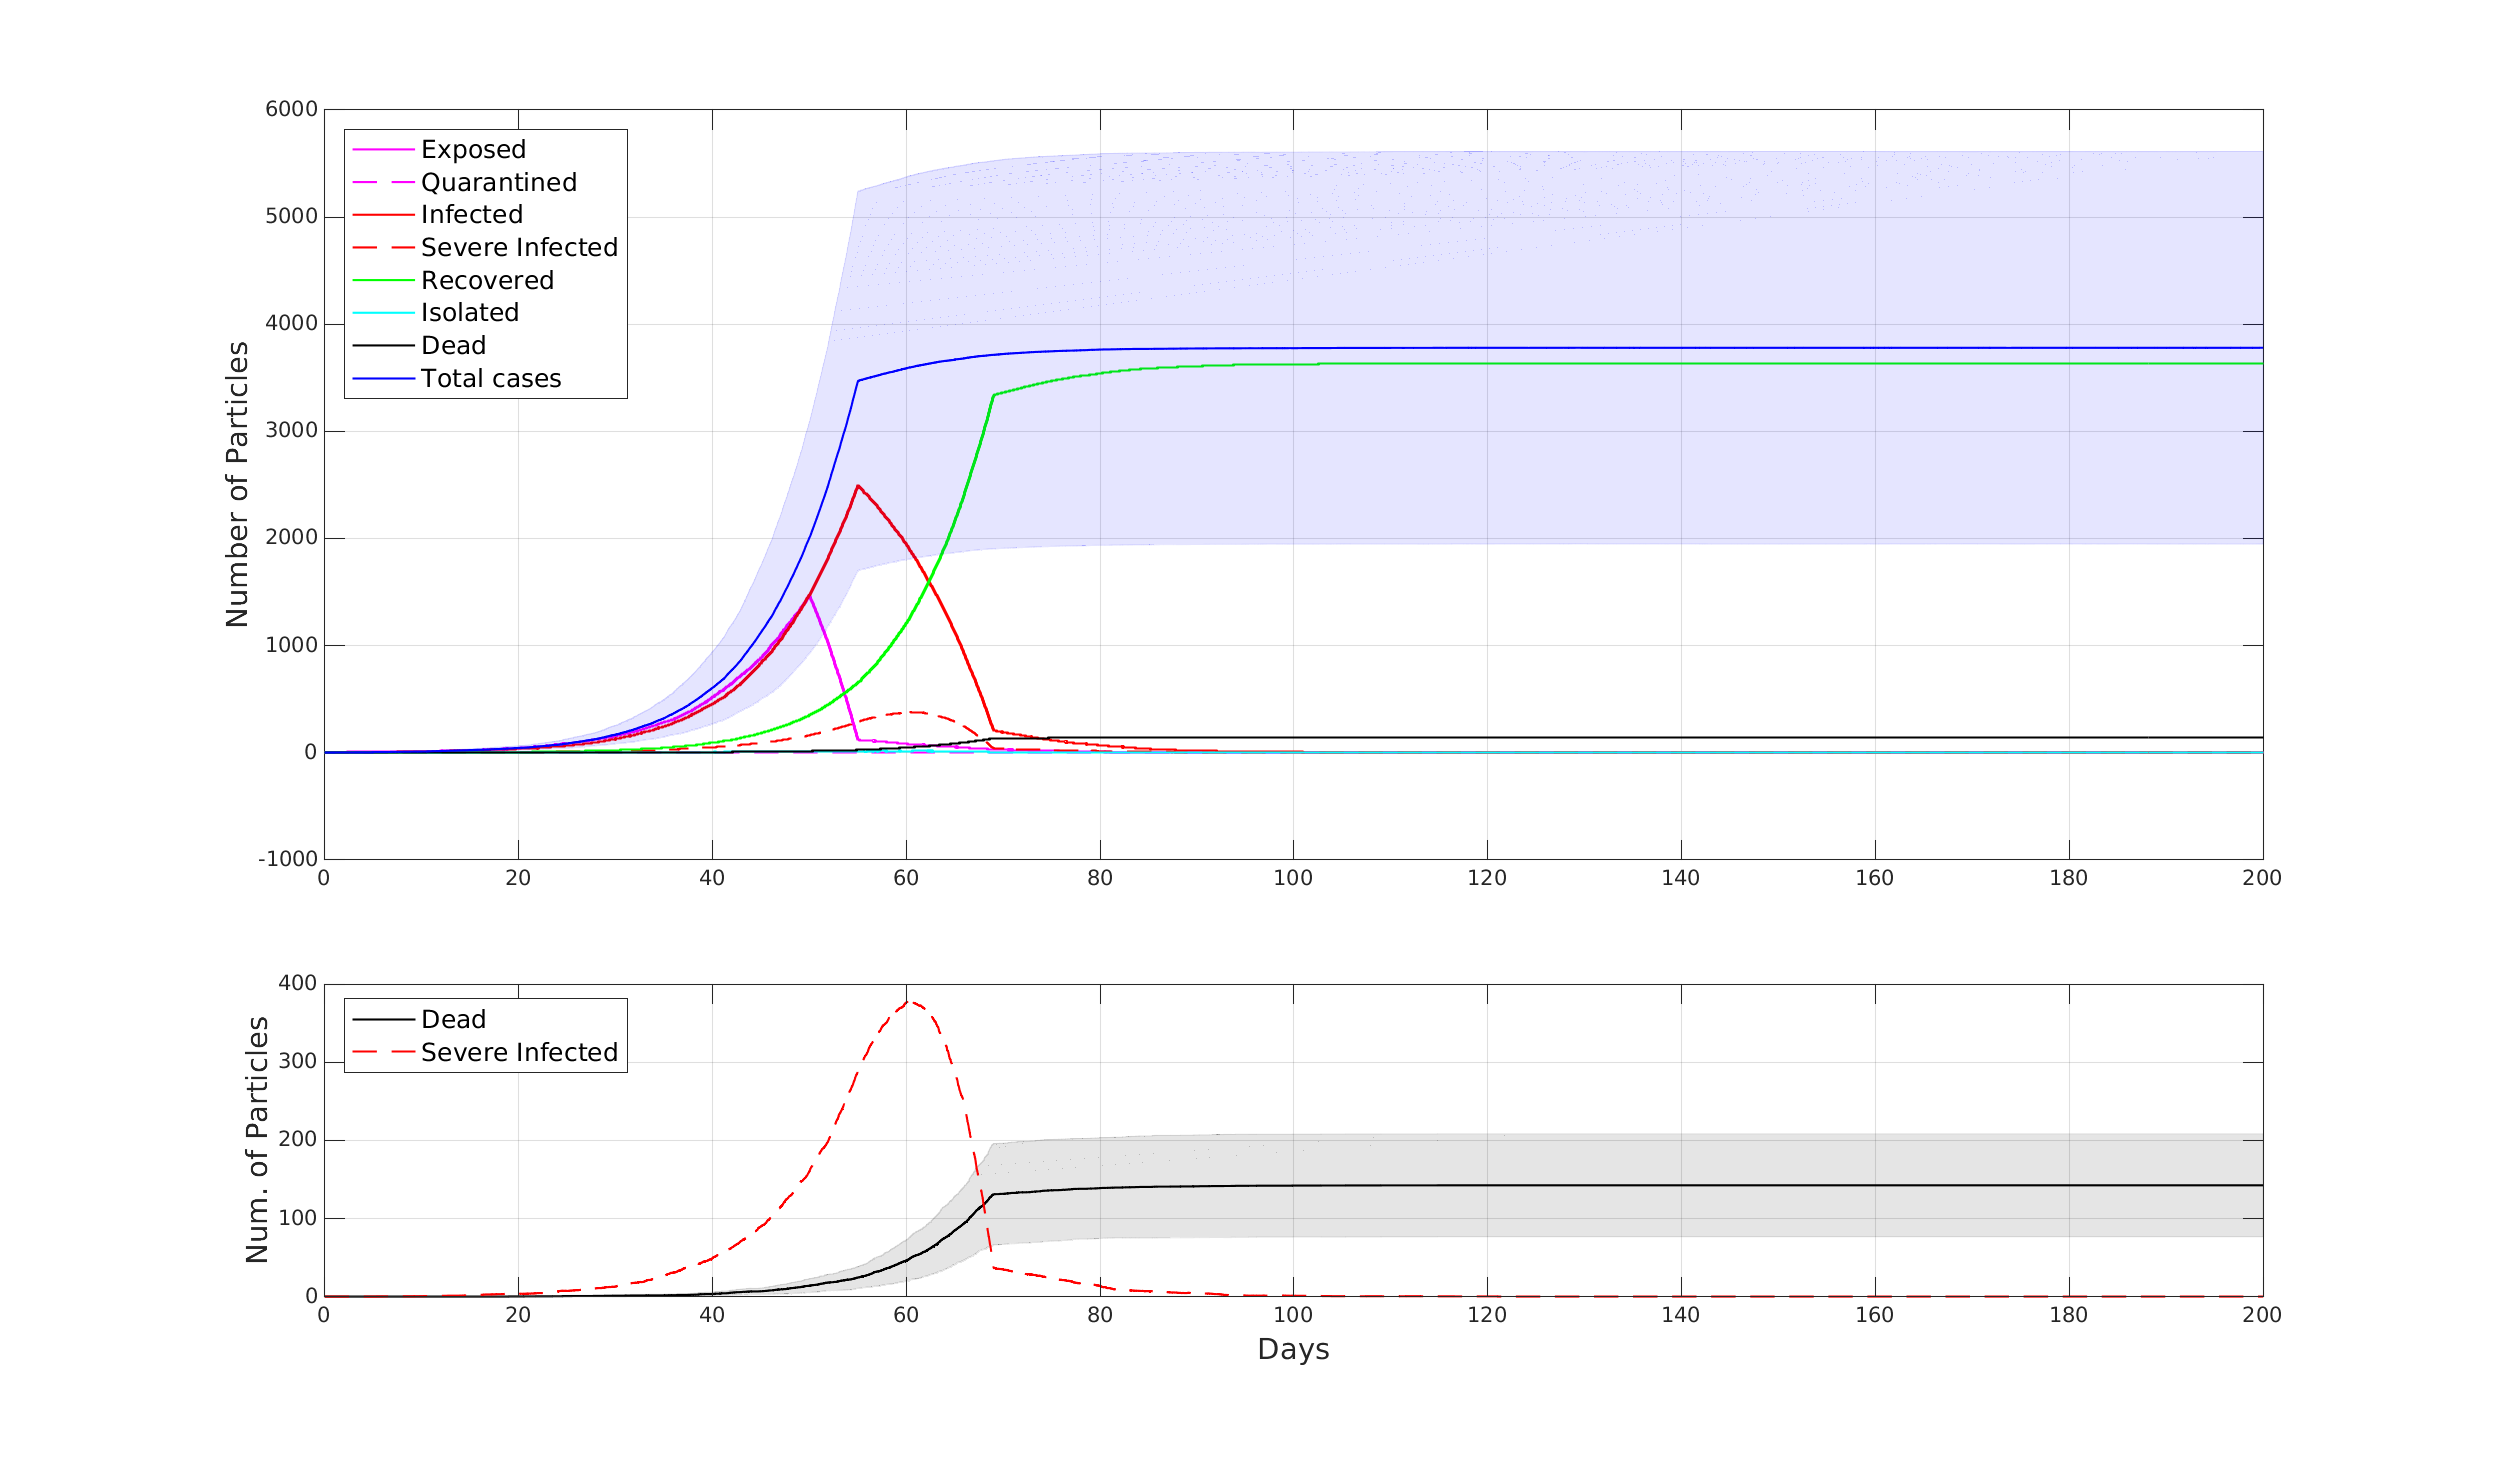 6000
5000
4000
3000
2000
1000
0
-1000
Number of Particles
Exposed
Quarantined
Infected
Severe Infected
Recovered
Isolated
Dead
Total cases
0 20 40 60 80 100 120 140 160 180 200
400
300
200
100
0
Num. of Particles
Dead
Severe Infected
0 20 40 60 80 100 120 140 160 180 200
Days